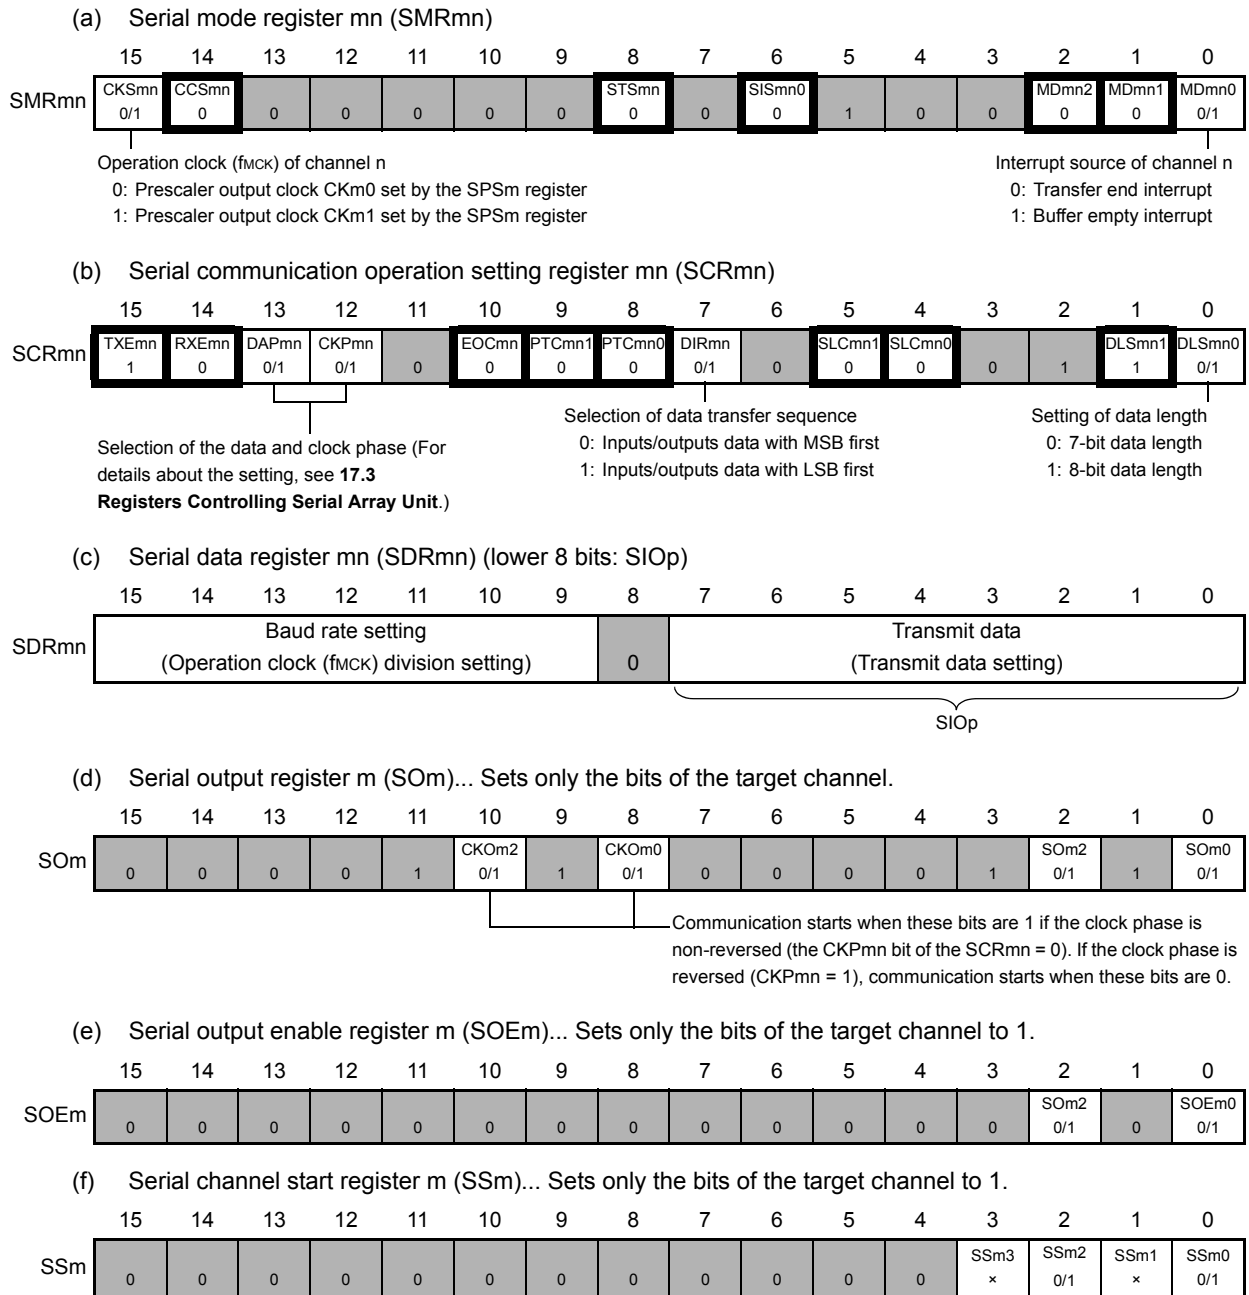 (a) Serial mode register mn (SMRmn)
15 14 13 12 11 10 9 8 7 6 5 4 3 2 1 0
SMRmn CKSmn CCSmn STSmn SISmn0 MDmn2 MDmn1 MDmn0
0/1 0 0 0 0 0 0 0 0 0 1 0 0 0 0 0/1
Operation clock (fMCK) of channel n
0: Prescaler output clock CKm0 set by the SPSm register
1: Prescaler output clock CKm1 set by the SPSm register
Interrupt source of channel n
0: Transfer end interrupt
1: Buffer empty interrupt
(b) Serial communication operation setting register mn (SCRmn)
15 14 13 12 11 10 9 8 7 6 5 4 3 2 1 0
SCRmn TXEmn RXEmn DAPmn CKPmn EOCmn PTCmn1 PTCmn0 DIRmn SLCmn1 SLCmn0 DLSmn1 DLSmn0
1 0 0/1 0/1 0 0 0 0 0/1 0 0 0 0 1 1 0/1
Selection of the data and clock phase (For
details about the setting, see 17.3
Registers Controlling Serial Array Unit.)
Selection of data transfer sequence
0: Inputs/outputs data with MSB first
1: Inputs/outputs data with LSB first
Setting of data length
0: 7-bit data length
1: 8-bit data length
(c) Serial data register mn (SDRmn) (lower 8 bits: SIOp)
15 14 13 12 11 10 9 8 7 6 5 4 3 2 1 0
SDRmn
Baud rate setting
(Operation clock (fMCK) division setting)
0
Transmit data
(Transmit data setting)
SIOp
(d) Serial output register m (SOm)... Sets only the bits of the target channel.
15 14 13 12 11 10 9 8 7 6 5 4 3 2 1 0
SOm CKOm2 CKOm0 SOm2 SOm0
0 0 0 0 1 0/1 1 0/1 0 0 0 0 1 0/1 1 0/1
Communication starts when these bits are 1 if the clock phase is
non-reversed (the CKPmn bit of the SCRmn = 0). If the clock phase is
reversed (CKPmn = 1), communication starts when these bits are 0.
(e) Serial output enable register m (SOEm)... Sets only the bits of the target channel to 1.
15 14 13 12 11 10 9 8 7 6 5 4 3 2 1 0
SOEm SOm2 SOEm0
0 0 0 0 0 0 0 0 0 0 0 0 0 0/1 0 0/1
(f) Serial channel start register m (SSm)... Sets only the bits of the target channel to 1.
15 14 13 12 11 10 9 8 7 6 5 4 3 2 1 0
SSm SSm3 SSm2 SSm1 SSm0
0 0 0 0 0 0 0 0 0 0 0 0 × 0/1 × 0/1